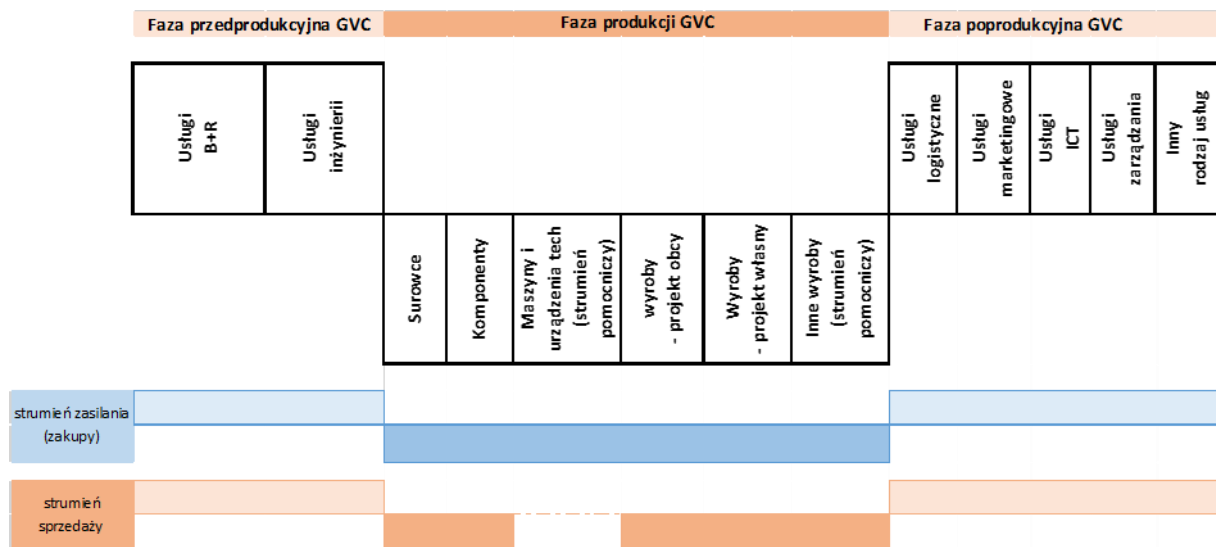 Faza przedprodukcyjna GVC
Faza produkcji GVC
Faza poprodukcyjna GVC
Usługi
B+R
Usługi
inżynierii
Usługi
logistyczne
Usługi
marketingowe
Usługi
ICT
Usługi
zarządzania
Inny
rodzaj usług
Surowce
Komponenty
Maszyny i
urządzenia tech
(strumień
pomocniczy)
wyroby
- projekt obcy
Wyroby
- projekt własny
Inne wyroby
(strumień
pomocniczy)
strumień zasilania
(zakupy)
strumień
sprzedaży